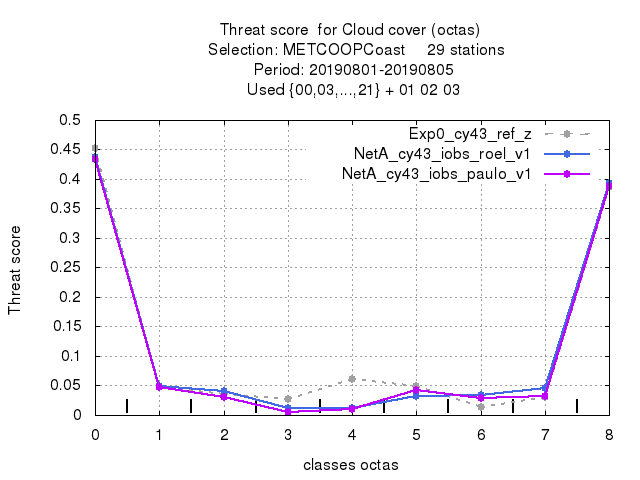 Threat score  for Cloud cover (octas)
Selection: METCOOPCoast     29 stations
Period: 20190801-20190805
Used {00,03,...,21} + 01 02 03
0.5
0.45
0.4
0.35
0.3
0.25
0.2
0.15
0.1
0.05
0
Threat score
Exp0_cy43_ref_z
NetA_cy43_iobs_roel_v1
NetA_cy43_iobs_paulo_v1
0 1 2 3 4 5 6 7 8
classes octas